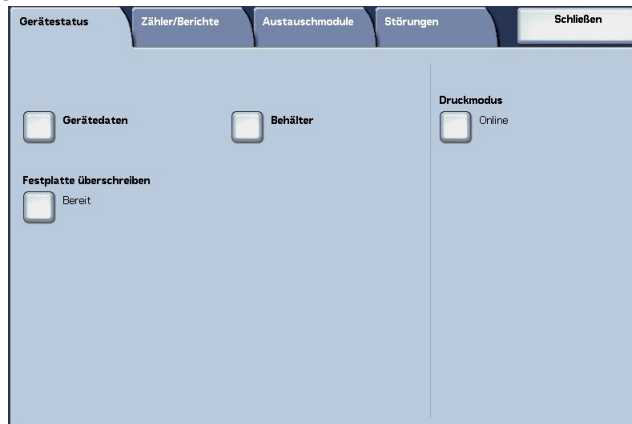 Gerätestatus
Zähler/Berichte
Austauschmodule
Störungen
Schließen
Druckmodus
Gerätedaten
Behälter
Online
Festplatte überschreiben
Bereit